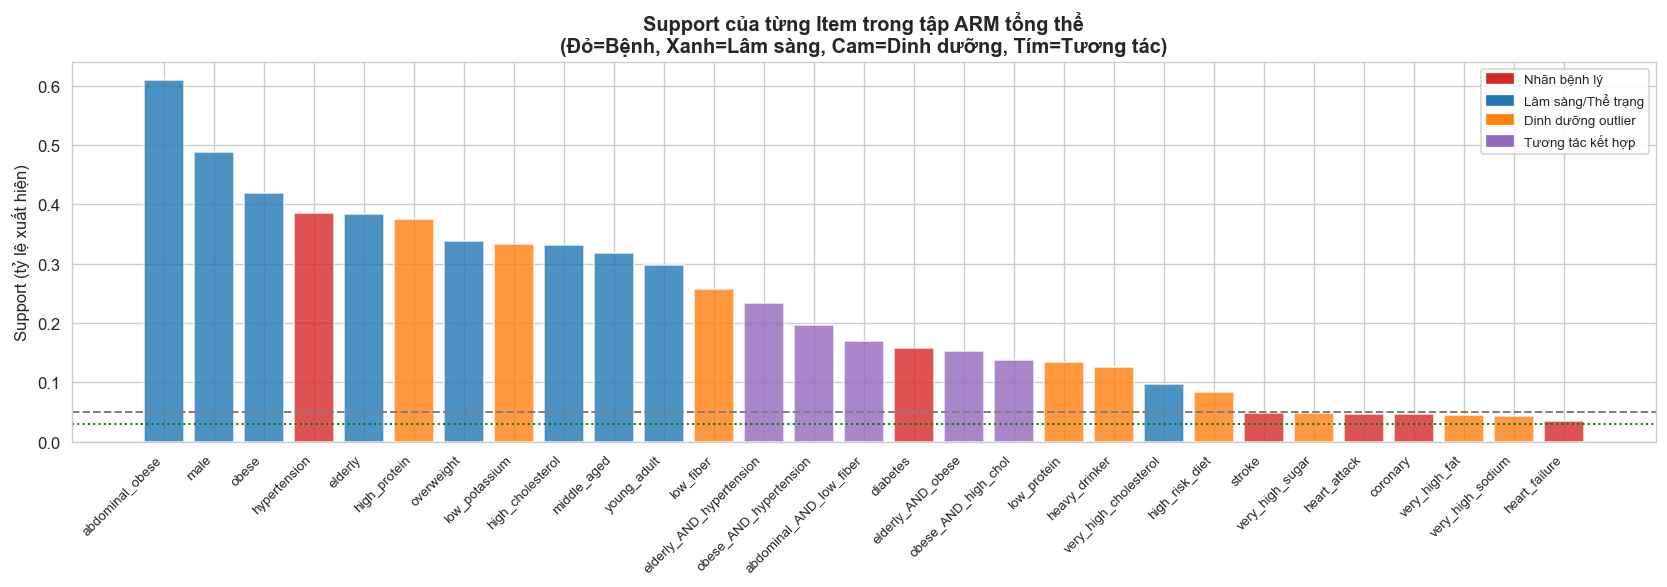 Support của từng Item trong tập ARM tổng thể
(Đỏ=Bệnh, Xanh=Lâm sàng, Cam=Dinh dưỡng, Tím=Tương tác)
Nhãn bệnh lý
Lâm sàng/Thể trạng
Dinh dưỡng outlier
Tương tác kết hợp
Support (tỷ lệ xuất hiện)
0.6
0.5
0.4
0.3
0.2
0.1
0.0
abdominal_obese
male
obese
hypertension
elderly
high_protein
overweight
low_potassium
high_cholesterol
middle_aged
young_adult
low_fiber
elderly_AND_hypertension
obese_AND_hypertension
abdominal_AND_low_fiber
diabetes
elderly_AND_obese
obese_AND_high_chol
low_protein
heavy_drinker
very_high_cholesterol
high_risk_diet
stroke
very_high_sugar
heart_attack
coronary
very_high_fat
very_high_sodium
heart_failure